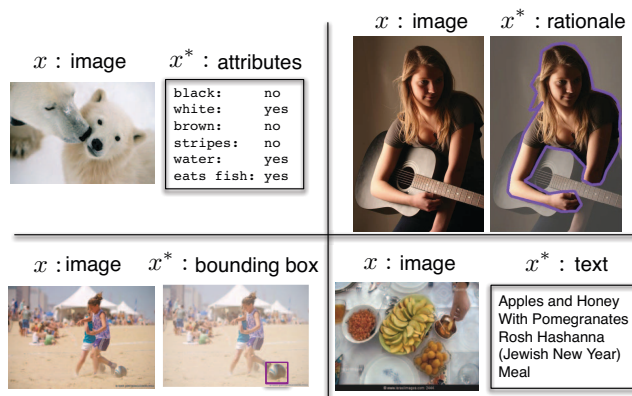 x : image
x* : attributes
black: no
white: yes
brown: no
stripes: no
water: yes
eats fish: yes
x : image
x* : rationale
x : image
x* : bounding box
x : image
x* : text
Apples and Honey
With Pomegranates
Rosh Hashanna
(Jewish New Year)
Meal